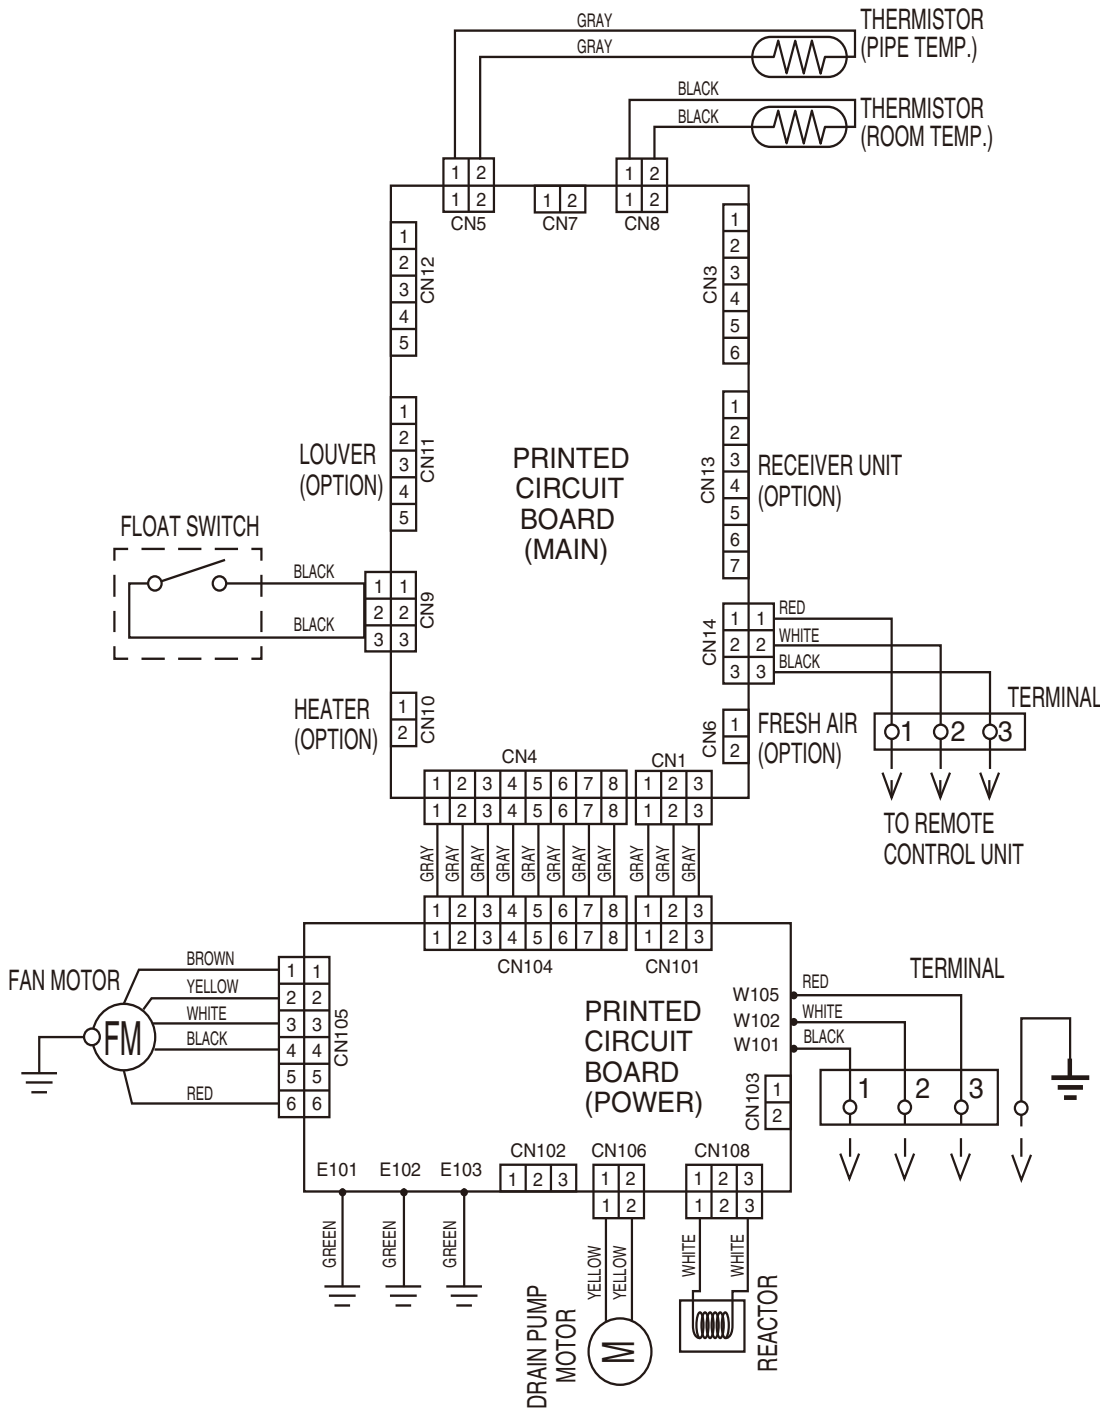 GRAY
THERMISTOR
(PIPE TEMP.)
GRAY
BLACK
THERMISTOR
(ROOM TEMP.)
BLACK
1 2
1 2
CN5
1 2
CN7
1 2
1 2
CN8
1
2
3
4
5
CN12
1
2
3
4
5
6
CN3
LOUVER
(OPTION)
1
2
3
4
5
CN11
PRINTED
CIRCUIT
BOARD
(MAIN)
1
2
3
4
5
6
7
CN13
RECEIVER UNIT
(OPTION)
FLOAT SWITCH
BLACK
BLACK
1 1
2 2
3 3
CN9
CN14
1 1
2 2
3 3
RED
WHITE
BLACK
TERMINAL
1 2 3
TO REMOTE
CONTROL UNIT
HEATER
(OPTION)
1
2
CN10
CN6
1
2
FRESH AIR
(OPTION)
CN4
1 2 3 4 5 6 7 8
1 2 3 4 5 6 7 8
CN1
1 2 3
1 2 3
GRAY GRAY GRAY GRAY GRAY GRAY GRAY GRAY
GRAY GRAY GRAY
1 2 3 4 5 6 7 8
1 2 3 4 5 6 7 8
CN104
1 2 3
1 2 3
CN101
FAN MOTOR
FM
BROWN
YELLOW
WHITE
BLACK
RED
1 1
2 2
3 3
4 4
5 5
6 6
CN105
PRINTED
CIRCUIT
BOARD
(POWER)
W105
W102
W101
RED
WHITE
BLACK
TERMINAL
1 2 3
CN103
1
2
E101
E102
E103
GREEN
GREEN
GREEN
CN102
1 2 3
CN106
1 2
1 2
CN108
1 2 3
1 2 3
YELLOW
YELLOW
WHITE
WHITE
DRAIN PUMP
MOTOR
M
REACTOR